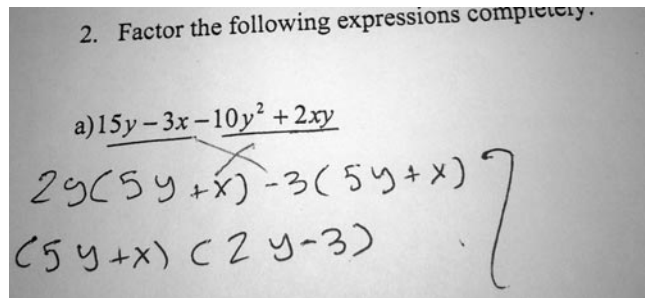 2. Factor the following expressions completely.
a) 15y – 3x – 10y² + 2xy
2y(5y + x) - 3(5y + x)
(5y + x) (2y - 3)